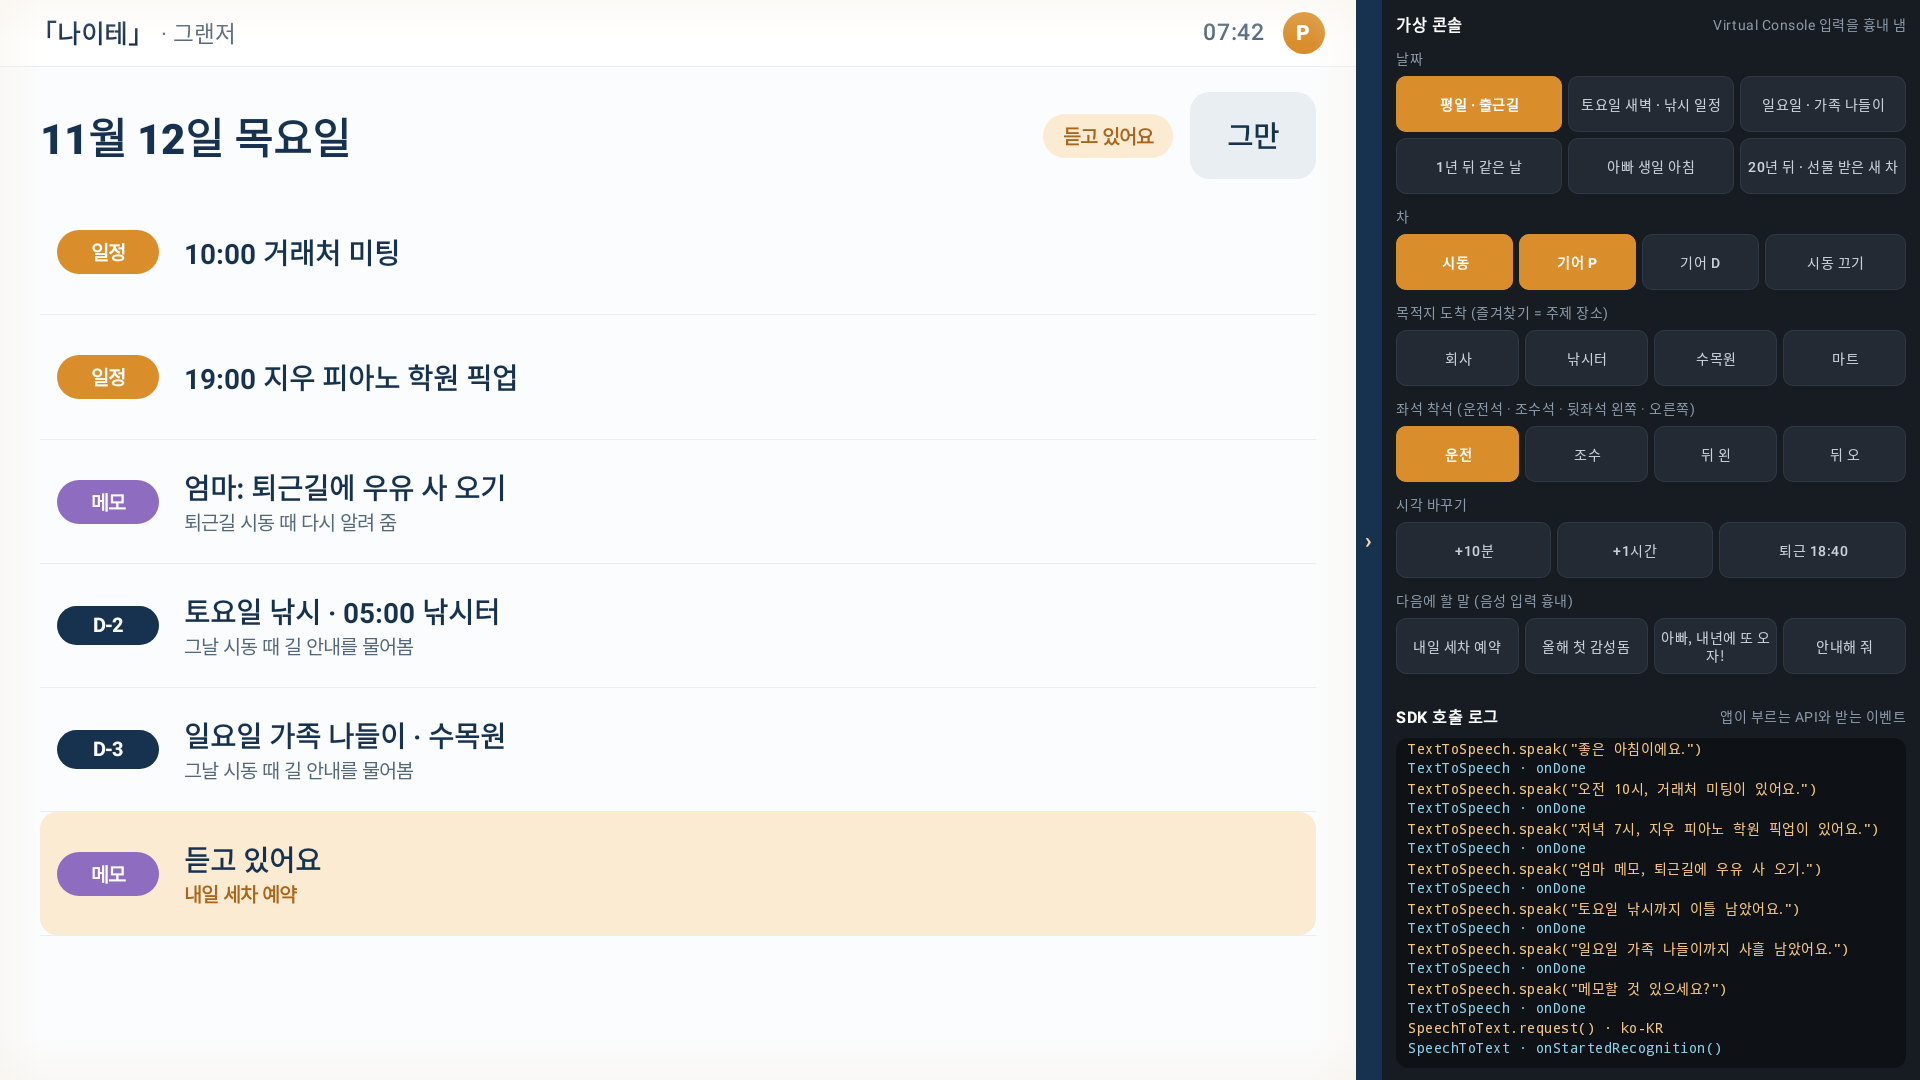 「나이테」 · 그랜저
07:42
P
11월 12일 목요일
듣고 있어요
그만
일정
10:00 거래처 미팅
일정
19:00 지우 피아노 학원 픽업
메모
엄마: 퇴근길에 우유 사 오기
퇴근길 시동 때 다시 알려 줌
D-2
토요일 낚시 · 05:00 낚시터
그날 시동 때 길 안내를 물어봄
D-3
일요일 가족 나들이 · 수목원
그날 시동 때 길 안내를 물어봄
메모
듣고 있어요
내일 세차 예약
›
가상 콘솔
Virtual Console 입력을 흉내 냄
날짜
평일 · 출근길
토요일 새벽 · 낚시 일정
일요일 · 가족 나들이
1년 뒤 같은 날
아빠 생일 아침
20년 뒤 · 선물 받은 새 차
차
시동
기어 P
기어 D
시동 끄기
목적지 도착 (즐겨찾기 = 주제 장소)
회사
낚시터
수목원
마트
좌석 착석 (운전석 · 조수석 · 뒷좌석 왼쪽 · 오른쪽)
운전
조수
뒤 왼
뒤 오
시각 바꾸기
+10분
+1시간
퇴근 18:40
다음에 할 말 (음성 입력 흉내)
내일 세차 예약
올해 첫 감성돔
아빠, 내년에 또 오
자!
안내해 줘
SDK 호출 로그
앱이 부르는 API와 받는 이벤트
TextToSpeech.speak("좋은 아침이에요.")
TextToSpeech · onDone
TextToSpeech.speak("오전 10시, 거래처 미팅이 있어요.")
TextToSpeech · onDone
TextToSpeech.speak("저녁 7시, 지우 피아노 학원 픽업이 있어요.")
TextToSpeech · onDone
TextToSpeech.speak("엄마 메모, 퇴근길에 우유 사 오기.")
TextToSpeech · onDone
TextToSpeech.speak("토요일 낚시까지 이틀 남았어요.")
TextToSpeech · onDone
TextToSpeech.speak("일요일 가족 나들이까지 사흘 남았어요.")
TextToSpeech · onDone
TextToSpeech.speak("메모할 것 있으세요?")
TextToSpeech · onDone
SpeechToText.request() · ko-KR
SpeechToText · onStartedRecognition()